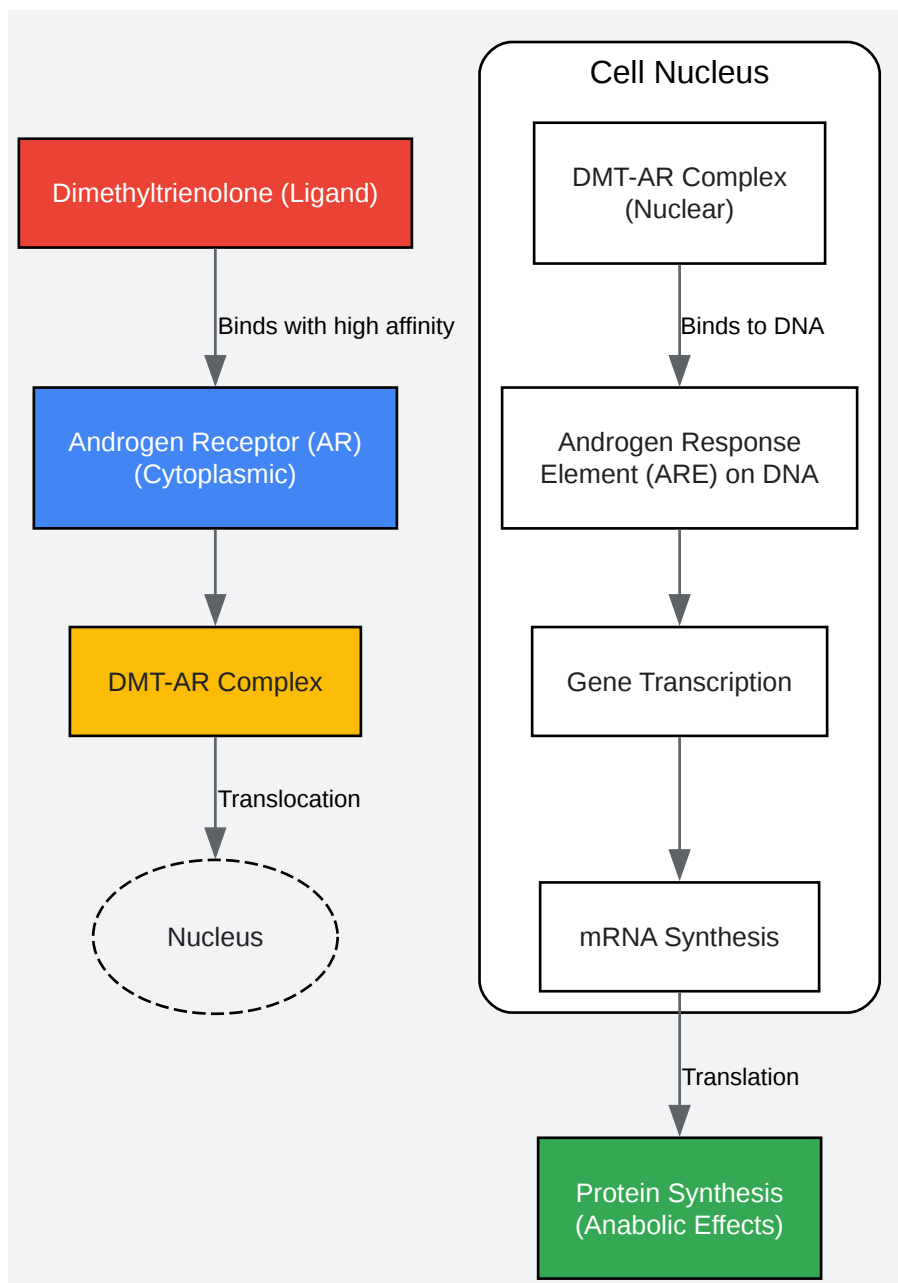 Dimethyltrienolone (Ligand)
Binds with high affinity
Androgen Receptor (AR)
(Cytoplasmic)
DMT-AR Complex
Translocation
Nucleus
Cell Nucleus
DMT-AR Complex
(Nuclear)
Binds to DNA
Androgen Response
Element (ARE) on DNA
Gene Transcription
mRNA Synthesis
Translation
Protein Synthesis
(Anabolic Effects)